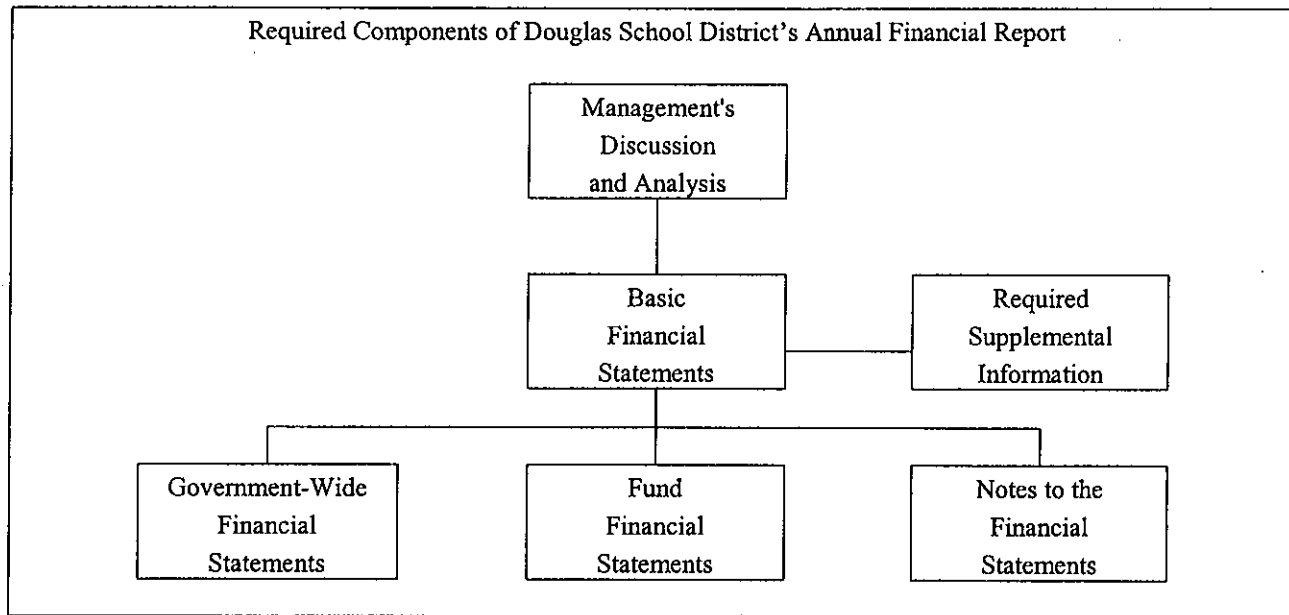 Required Components of Douglas School District's Annual Financial Report
Management's
Discussion
and Analysis
Basic
Financial
Statements
Required
Supplemental
Information
Government-Wide
Financial
Statements
Fund
Financial
Statements
Notes to the
Financial
Statements